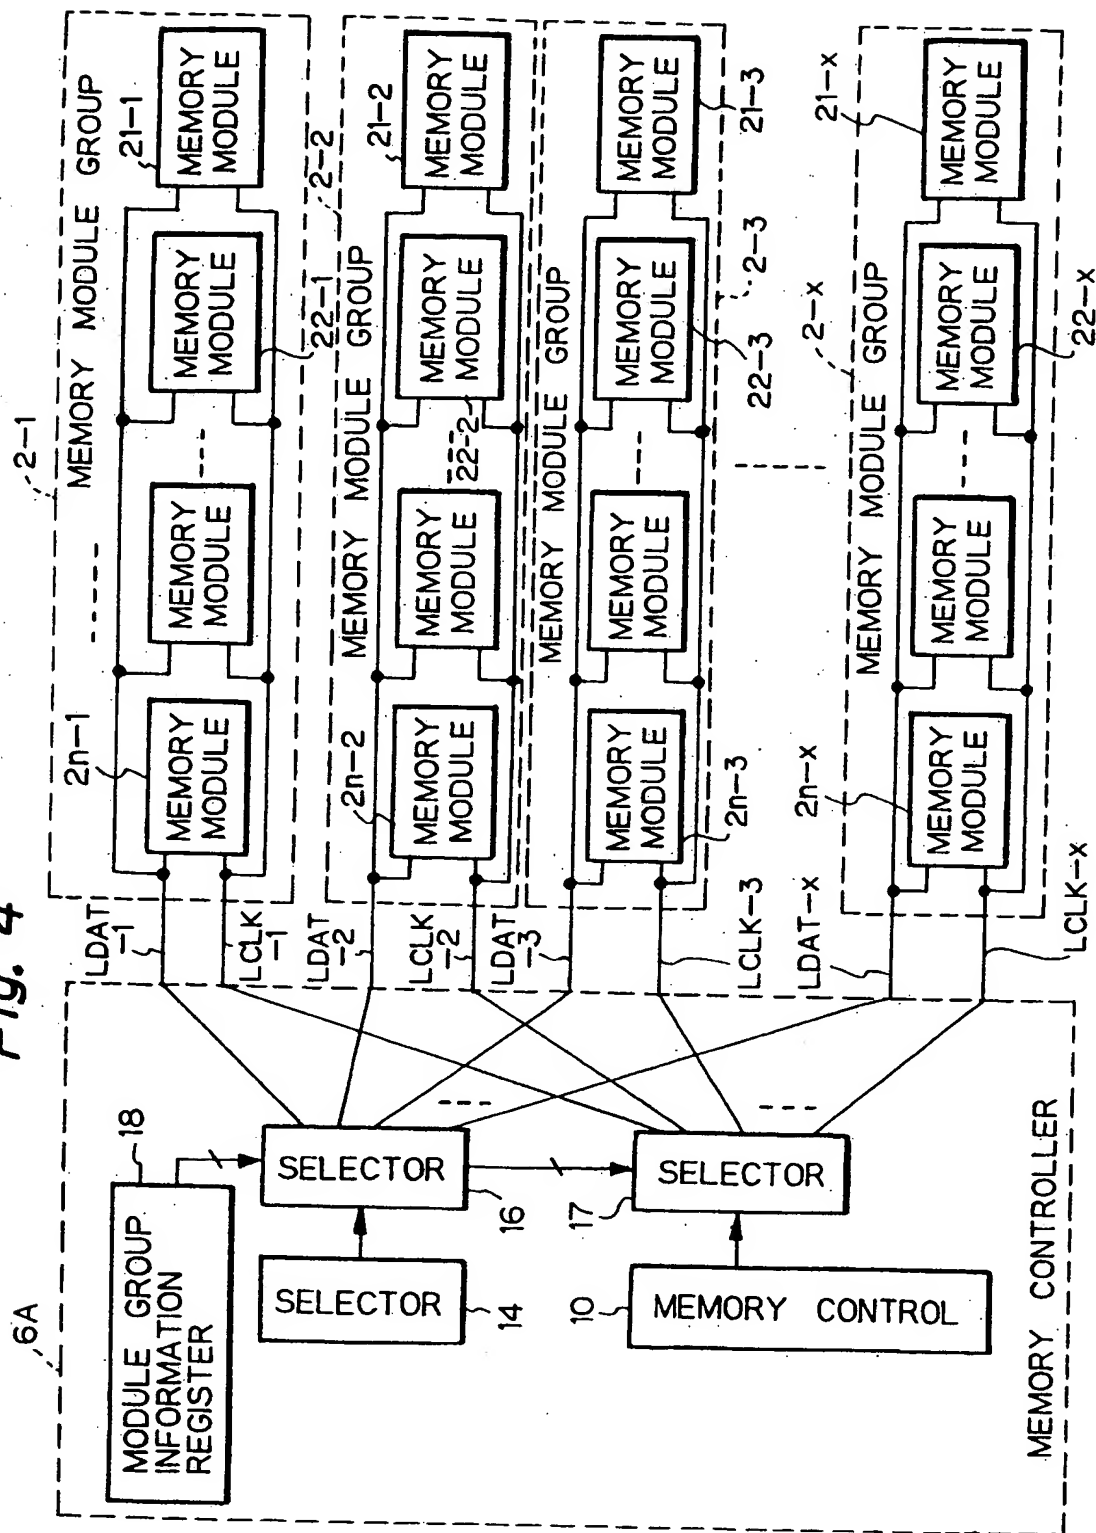 Fig. 4
6A
MODULE GROUP
INFORMATION
REGISTER
18
SELECTOR
16
SELECTOR
14
SELECTOR
17
MEMORY CONTROL
10
MEMORY CONTROLLER
LDAT
-1
LCLK
-1
LDAT
-2
LCLK
-2
LDAT
-3
LCLK-3
LDAT-x
LCLK-x
2-1
MEMORY MODULE GROUP
2n-1
MEMORY
MODULE
MEMORY
MODULE
MEMORY
MODULE
22-1
MEMORY
MODULE
21-1
2-2
MEMORY MODULE GROUP
2n-2
MEMORY
MODULE
MEMORY
MODULE
MEMORY
MODULE
22-2
MEMORY
MODULE
21-2
2-3
MEMORY MODULE GROUP
2n-3
MEMORY
MODULE
MEMORY
MODULE
MEMORY
MODULE
22-3
MEMORY
MODULE
21-3
2-x
MEMORY MODULE GROUP
2n-x
MEMORY
MODULE
MEMORY
MODULE
MEMORY
MODULE
22-x
MEMORY
MODULE
21-x